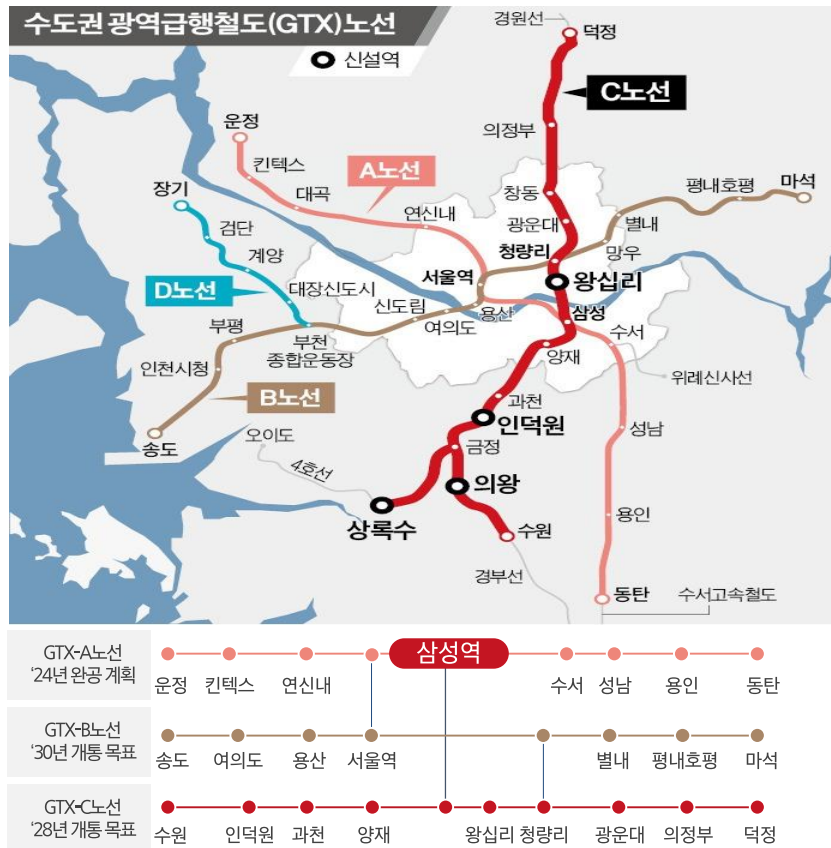 수도권 광역급행철도(GTX)노선
신설역
경원선
덕정
C노선
의정부
운정
킨텍스
A노선
대곡
장기
창동
평내호평
마석
연신내
광운대
별내
검단
청량리
망우
계양
서울역
왕십리
D노선
대장신도시
신도림
용산
삼성
여의도
수서
부평
부천
종합운동장
양재
인천시청
위례신사선
B노선
과천
인덕원
송도
오이도
성남
금정
4호선
의왕
상록수
용인
수원
경부선
동탄
수서고속철도
GTX-A노선
‘24년 완공 계획
삼성역
운정 킨텍스 연신내 수서 성남 용인 동탄
GTX-B노선
‘30년 개통 목표
송도 여의도 용산 서울역 별내 평내호평 마석
GTX-C노선
‘28년 개통 목표
수원 인덕원 과천 양재 왕십리 청량리 광운대 의정부 덕정